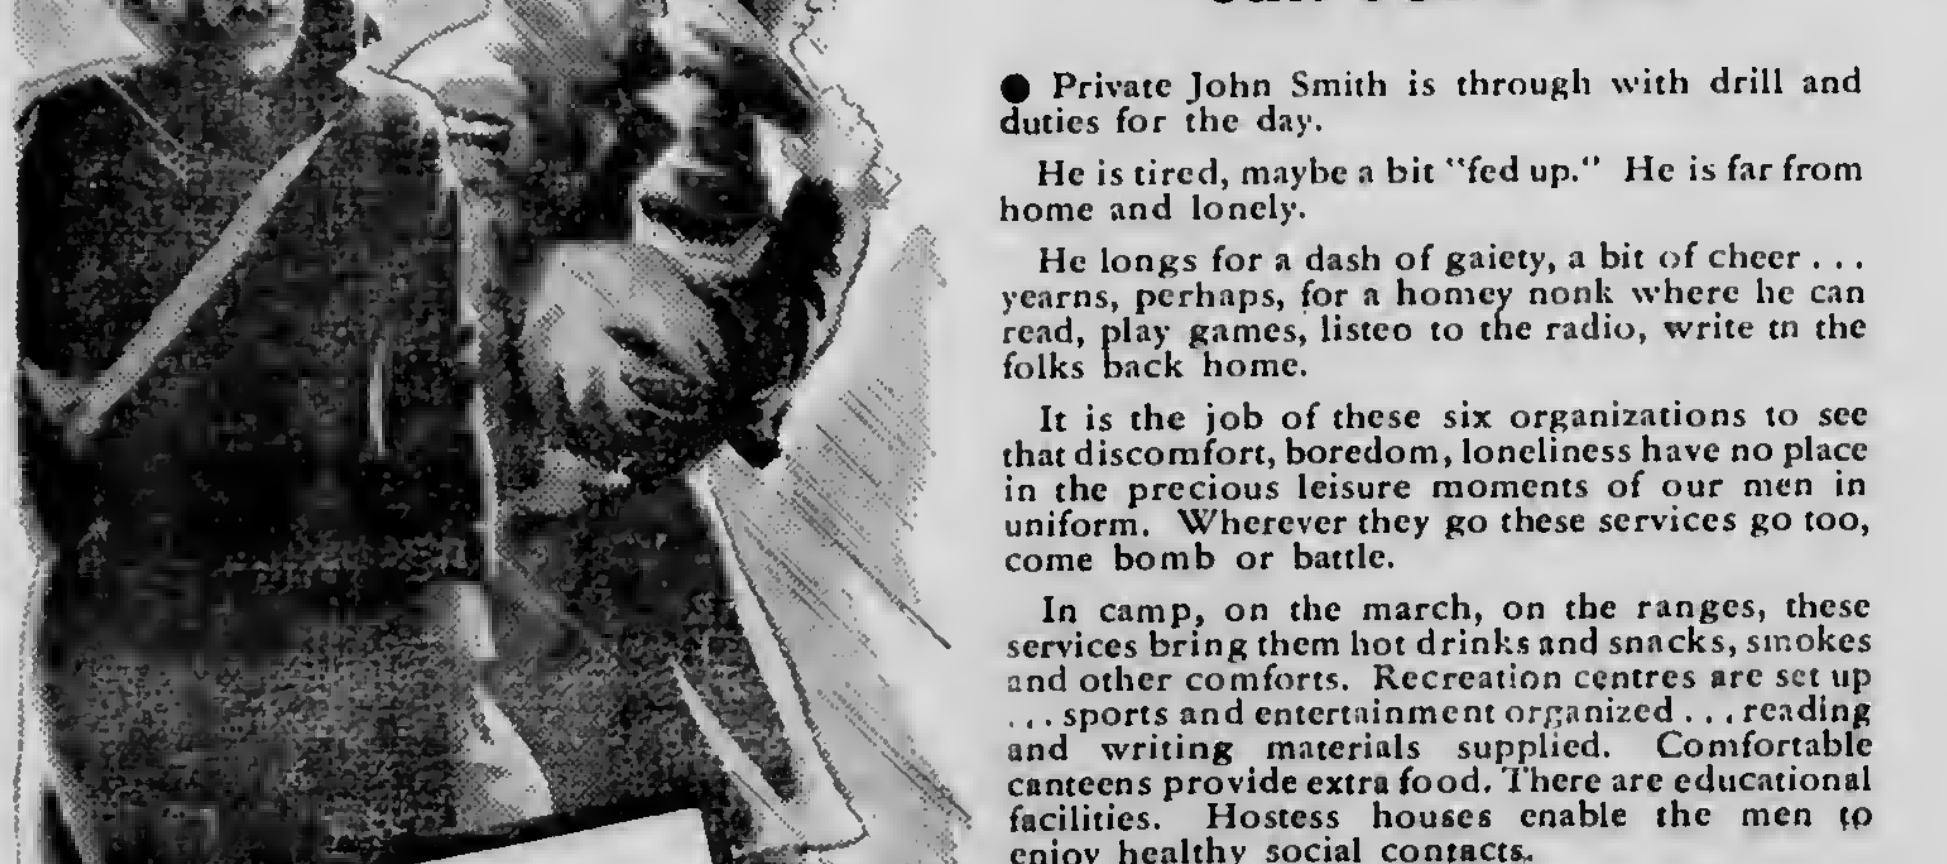 ● Private John Smith is through with drill and
duties for the day.
He is tired, maybe a bit "fed up." He is far from
home and lonely.
He longs for a dash of gaiety, a bit of cheer . . .
yearns, perhaps, for a homey nonk where he can
read, play games, listeo to the radio, write tn the
folks back home.
It is the job of these six organizations to see
that discomfort, boredom, loneliness have no place
in the precious leisure moments of our men in
uniform. Wherever they go these services go too,
come bomb or battle.
In camp, on the march, on the ranges, these
services bring them hot drinks and snacks, smokes
and other comforts. Recreation centres are set up
. . . sports and entertainment organized . . . reading
and writing materials supplied. Comfortable
canteens provide extra food. There are educational
facilities. Hostess houses enable the men to
enjoy healthy social contacts.